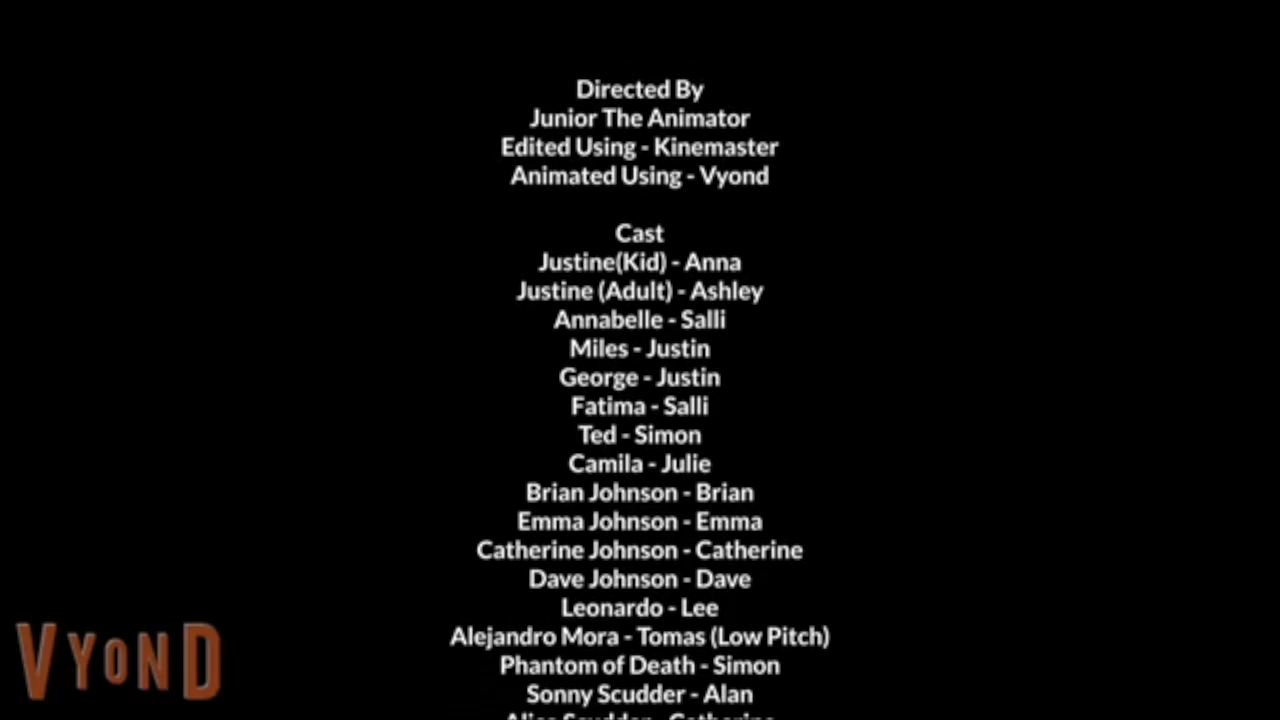 Directed By
Junior The Animator
Edited Using - Kinemaster
Animated Using - Vyond
Cast
Justine(Kid) - Anna
Justine (Adult) - Ashley
Annabelle - Salli
Miles - Justin
George - Justin
Fatima - Salli
Ted - Simon
Camila - Julie
Brian Johnson - Brian
Emma Johnson - Emma
Catherine Johnson - Catherine
Dave Johnson - Dave
Leonardo - Lee
Alejandro Mora - Tomas (Low Pitch)
Phantom of Death - Simon
Sonny Scudder - Alan
Alice Scudder - Catherine
VYOND